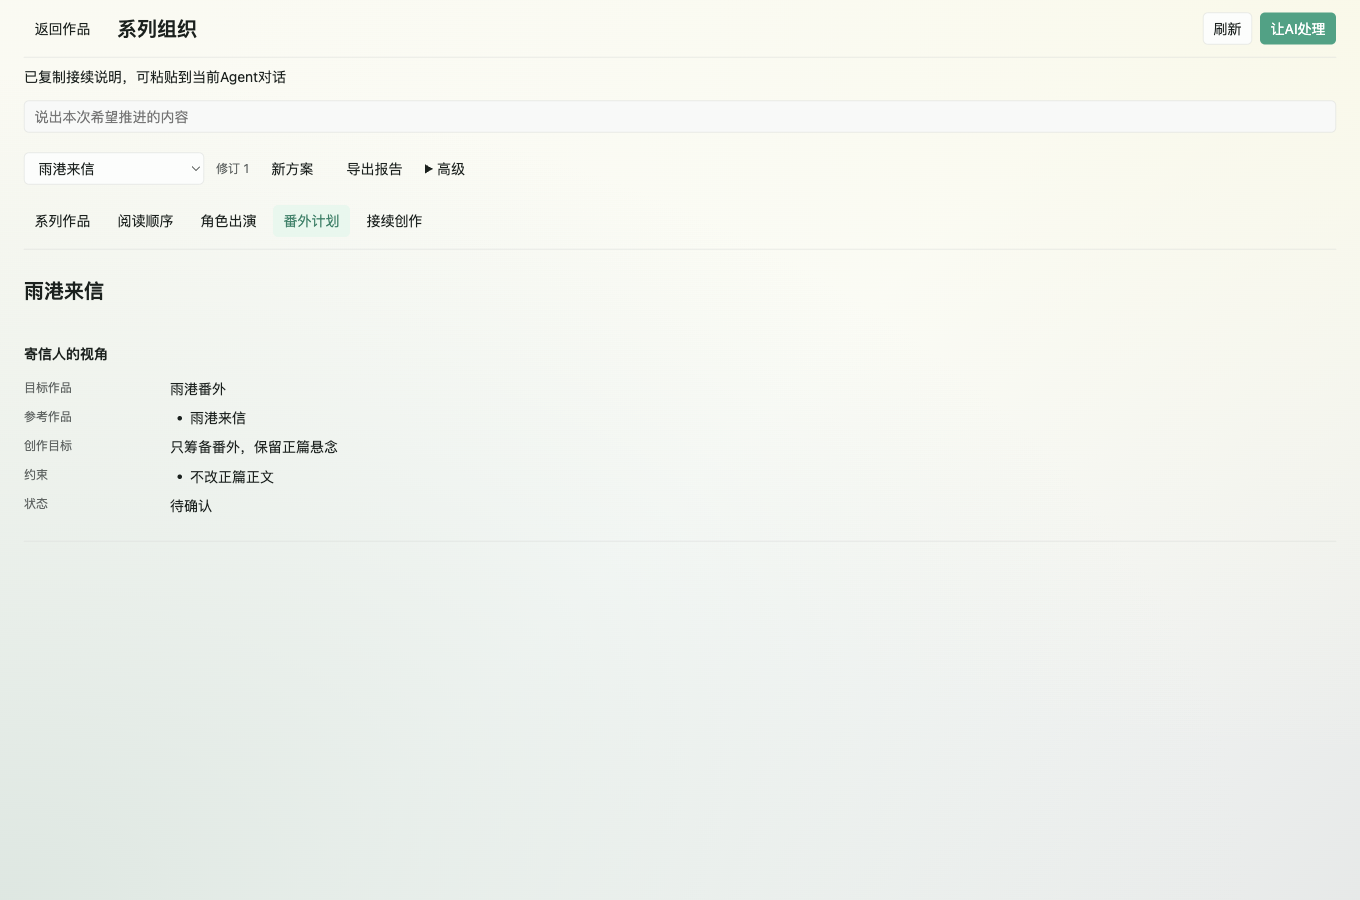 返回作品 系列组织 刷新 让AI处理
已复制接续说明，可粘贴到当前Agent对话
说出本次希望推进的内容
雨港来信 修订 1 新方案 导出报告 ▶ 高级
系列作品 阅读顺序 角色出演 番外计划 接续创作
雨港来信
寄信人的视角
目标作品 雨港番外
参考作品 • 雨港来信
创作目标 只筹备番外，保留正篇悬念
约束 • 不改正篇正文
状态 待确认